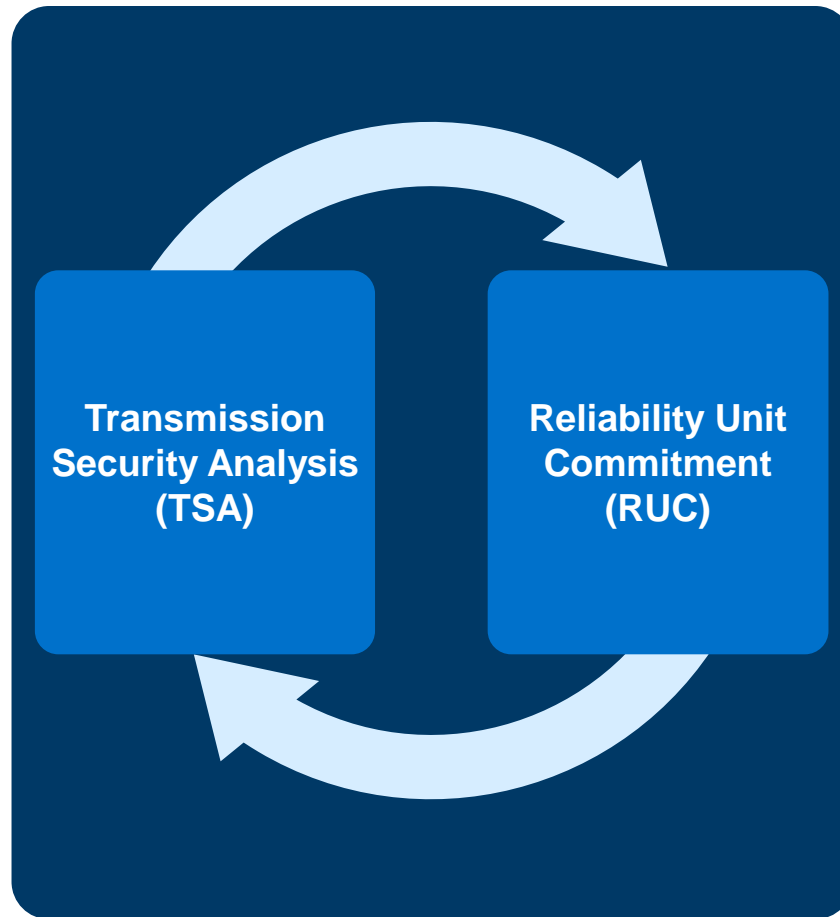 Transmission
Security Analysis
(TSA)
Reliability Unit
Commitment
(RUC)